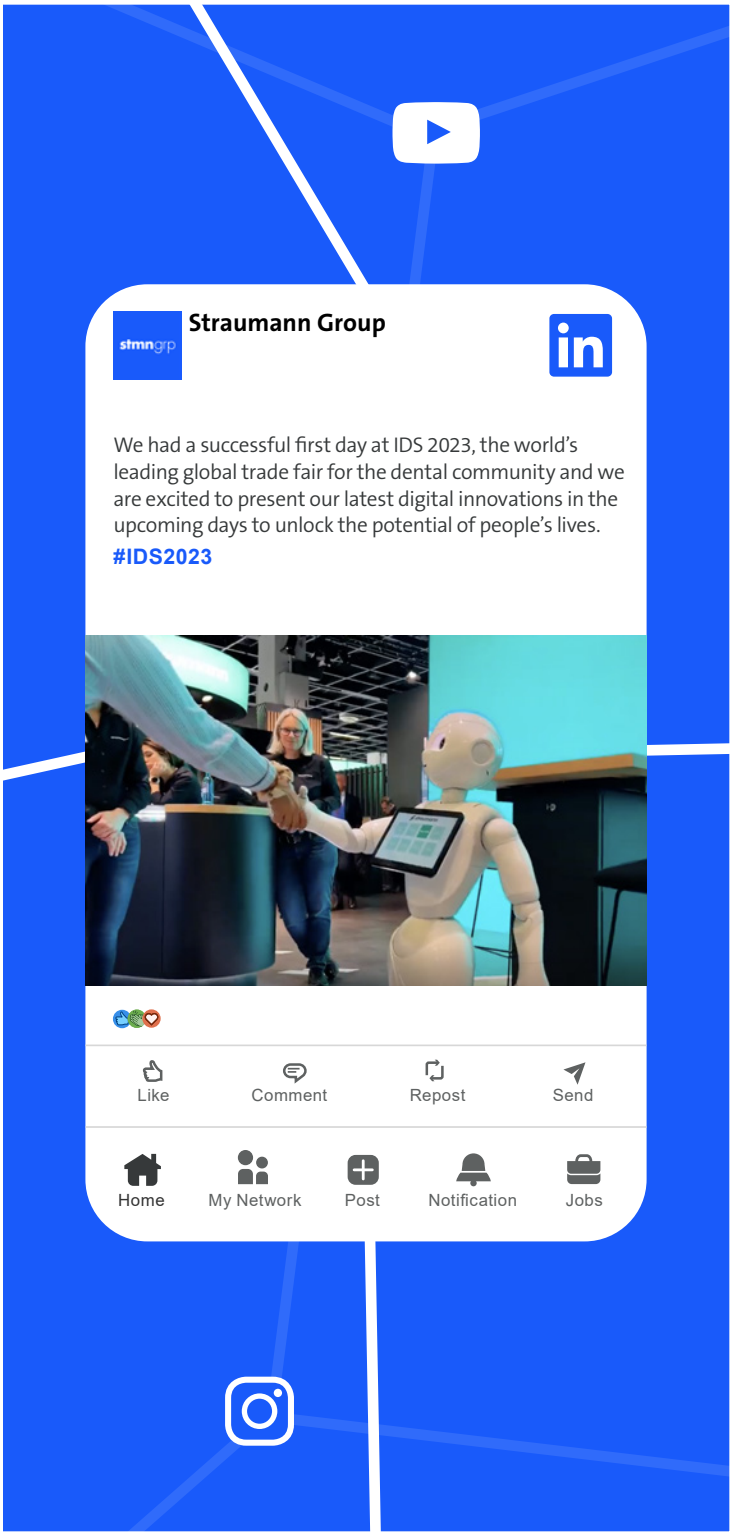 stmngrp
Straumann Group
in
We had a successful first day at IDS 2023, the world's
leading global trade fair for the dental community and we
are excited to present our latest digital innovations in the
upcoming days to unlock the potential of people's lives.
#IDS2023
straumann
Like Comment Repost Send
Home My Network Post Notification Jobs